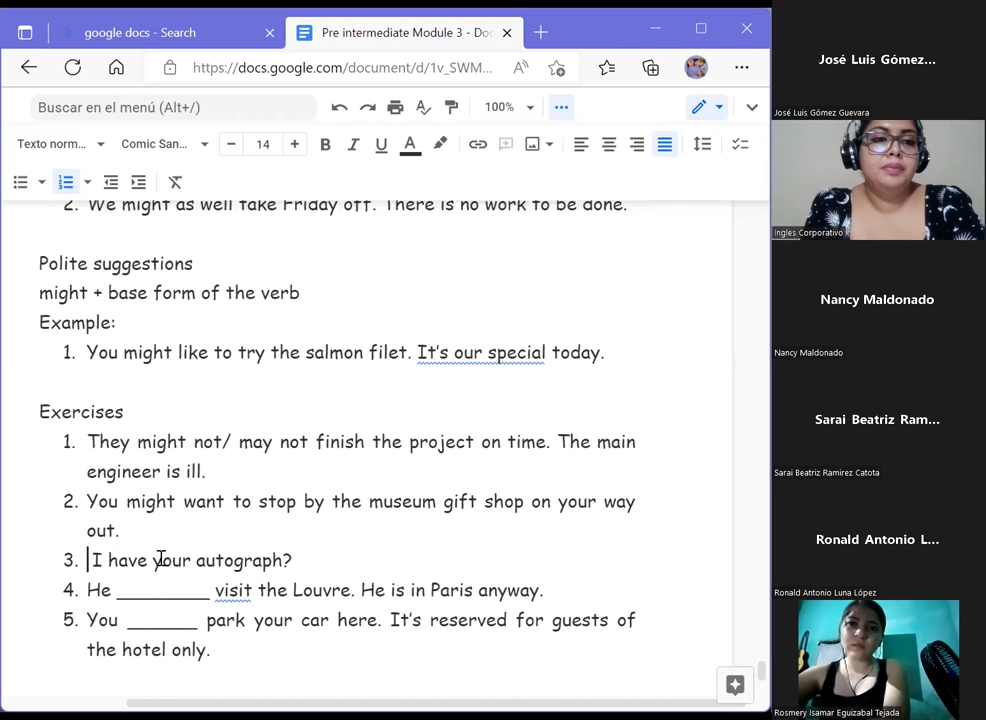 google docs - Search
Pre intermediate Module 3 - Doc
https://docs.google.com/document/d/1v_SWM...
Buscar en el menú (Alt+/)
100%
Texto norm...
Comic San...
14
2. We might as well take Friday off. There is no work to be done.
Polite suggestions
might + base form of the verb
Example:
1. You might like to try the salmon filet. It's our special today.
Exercises
1. They might not/ may not finish the project on time. The main
engineer is ill.
2. You might want to stop by the museum gift shop on your way
out.
3. I have your autograph?
4. He _________ visit the Louvre. He is in Paris anyway.
5. You _______ park your car here. It's reserved for guests of
the hotel only.
José Luis Gómez...
José Luis Gómez Guevara
Ingles Corporativo
Nancy Maldonado
Nancy Maldonado
Sarai Beatriz Ram...
Sarai Beatriz Ramirez Catota
Ronald Antonio L...
Ronald Antonio Luna López
Rosmery Isamar Eguizabal Tejada